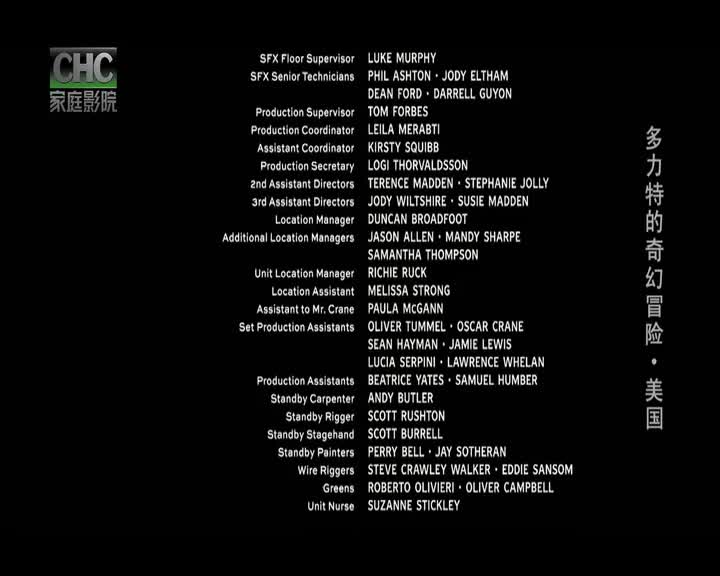 CHC
家庭影院
SFX Floor Supervisor LUKE MURPHY
SFX Senior Technicians PHIL ASHTON · JODY ELTHAM
DEAN FORD · DARRELL GUYON
Production Supervisor TOM FORBES
Production Coordinator LEILA MERABTI
Assistant Coordinator KIRSTY SQUIBB
Production Secretary LOGI THORVALDSSON
2nd Assistant Directors TERENCE MADDEN · STEPHANIE JOLLY
3rd Assistant Directors JODY WILTSHIRE · SUSIE MADDEN
Location Manager DUNCAN BROADFOOT
Additional Location Managers JASON ALLEN · MANDY SHARPE
SAMANTHA THOMPSON
Unit Location Manager RICHIE RUCK
Location Assistant MELISSA STRONG
Assistant to Mr. Crane PAULA McGANN
Set Production Assistants OLIVER TUMMEL · OSCAR CRANE
SEAN HAYMAN · JAMIE LEWIS
LUCIA SERPINI · LAWRENCE WHELAN
Production Assistants BEATRICE YATES · SAMUEL HUMBER
Standby Carpenter ANDY BUTLER
Standby Rigger SCOTT RUSHTON
Standby Stagehand SCOTT BURRELL
Standby Painters PERRY BELL · JAY SOTHERAN
Wire Riggers STEVE CRAWLEY WALKER · EDDIE SANSOM
Greens ROBERTO OLIVIERI · OLIVER CAMPBELL
Unit Nurse SUZANNE STICKLEY
多力特的奇幻冒险·美国